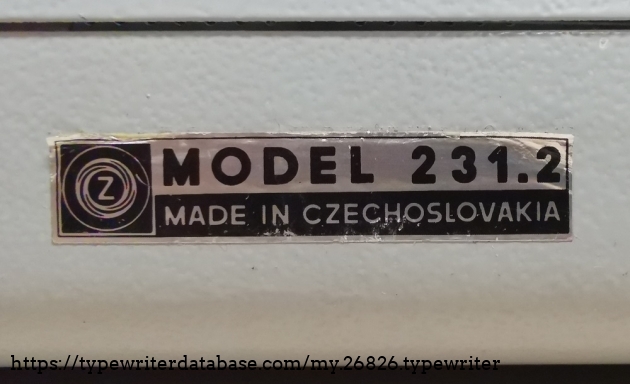 Z
MODEL 231.2
MADE IN CZECHOSLOVAKIA
https://typewriterdatabase.com/my.26826.typewriter